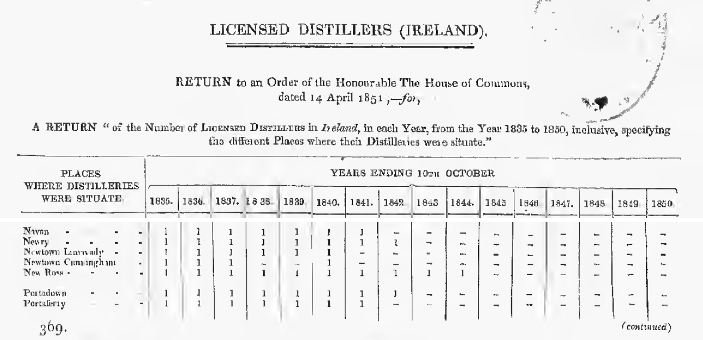 LICENSED DISTILLERS (IRELAND).
RETURN to an Order of the Honourable The House of Commons,
dated 14 April 1851;—for,
A RETURN "of the Number of LICENSED DISTILLERS in Ireland, in each Year, from the Year 1835 to 1850, inclusive, specifying
the different Places where their Distilleries were situate."
PLACES WHERE DISTILLERIES WERE SITUATE. YEARS ENDING 10TH OCTOBER
1835. 1836. 1837. 1838. 1839. 1840. 1841. 1842. 1843 1844. 1845 1846 1847. 1848. 1849. 1850.
Navan - - - 1 1 1 1 1 1 1 - - - - - - - - -
Newry - - - - 1 1 1 1 1 1 1 1 - - - - - - - -
Newtown Limavady - - 1 1 1 1 1 1 - - - - - - - - - -
Newtown Cunningham - 1 1 1 - - 1 - - - - - - - - - -
New Ross - - - - 1 1 1 1 1 1 1 1 1 1 - - - - - -
Portadown - - - 1 1 1 1 1 1 1 1 - - - - - - - -
Portaferry - - - 1 1 1 1 1 1 1 - - - - - - - - -
369. (continued)